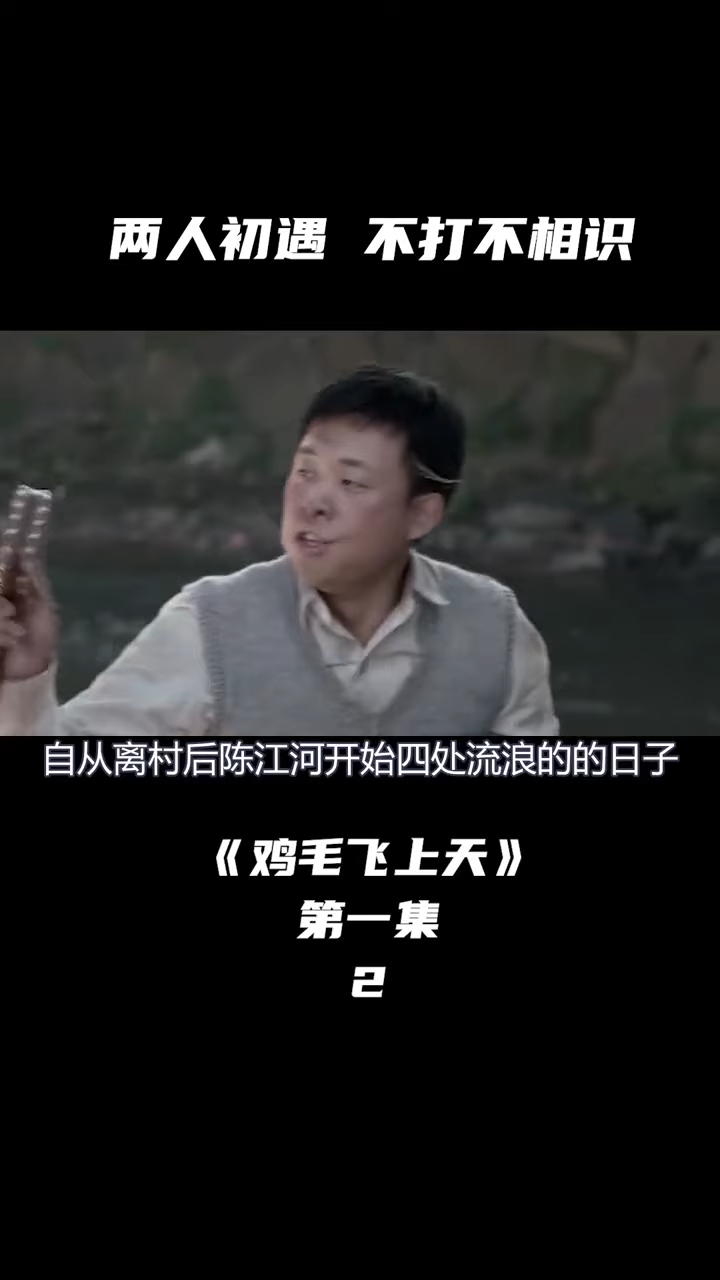 两人初遇 不打不相识
自从离村后陈江河开始四处流浪的的日子
《鸡毛飞上天》
第一集
2